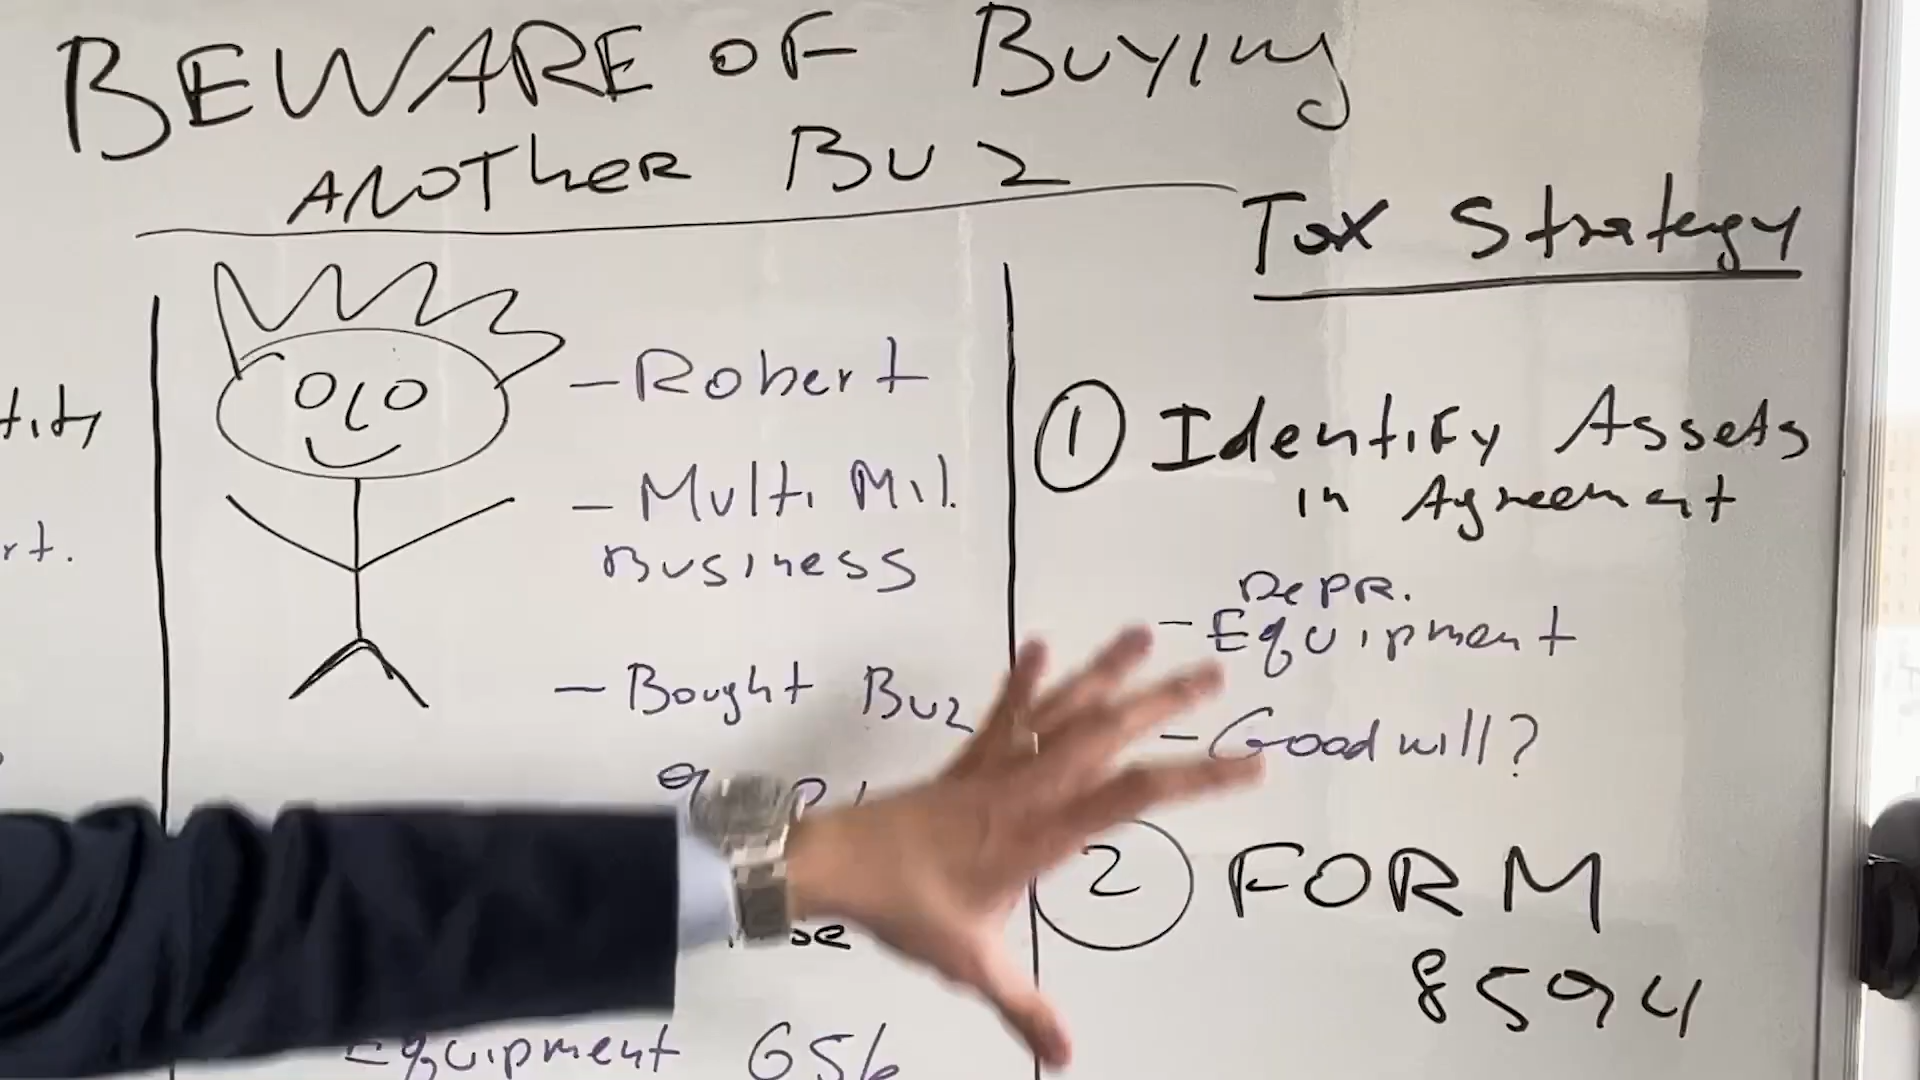 BEWARE OF BUYING
ANOTHER BUZ
- Robert
- Multi Mil.
Business
- Bought Buz
Equipment 656
Tax Strategy
① Identify Assets
in Agreement
DEPR.
- Equipment
- Goodwill?
② FORM
8594